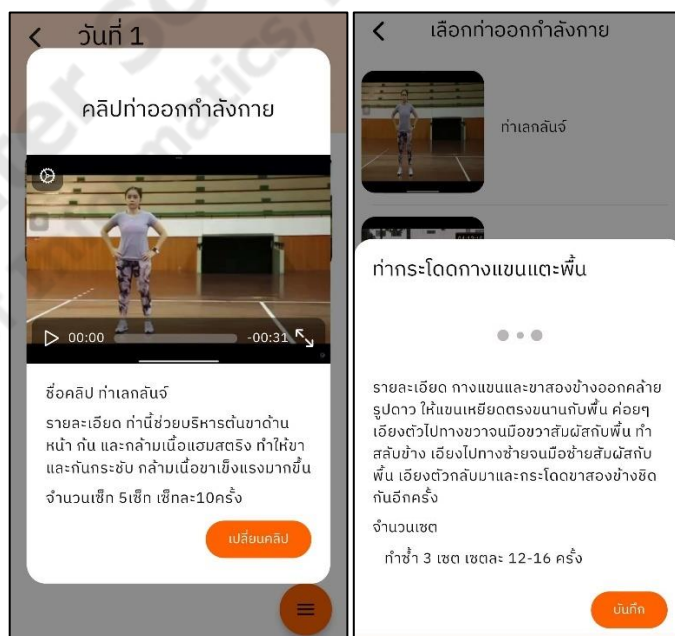 วันที่ 1
คลิปท่าออกกำลังกาย
00:00
-00:31
ชื่อคลิป ท่าเลกลันจ์
รายละเอียด ท่านี้ช่วยบริหารต้นขาด้าน
หน้า ก้น และกล้ามเนื้อแฮมสตริง ทำให้ขา
และก้นกระชับ กล้ามเนื้อขาเข็งแรงมากขึ้น
จำนวนเซ็ท 5เซ็ท เซ็ทละ10ครั้ง
เปลี่ยนคลิป
เลือกท่าออกกำลังกาย
ท่าเลกลันจ์
ท่ากระโดดกางแขนแตะพื้น
รายละเอียด กางแขนและขาสองข้างออกคล้าย
รูปดาว ให้แขนเหยียดตรงขนานกับพื้น ค่อยๆ
เอียงตัวไปทางขวาจนมือขวาสัมผัสกับพื้น ทำ
สลับข้าง เอียงไปทางซ้ายจนมือซ้ายสัมผัสกับ
พื้น เอียงตัวกลับมาและกระโดดขาสองข้างชิด
กันอีกครั้ง
จำนวนเซต
ทำซ้ำ 3 เซต เซตละ 12-16 ครั้ง
บันทึก